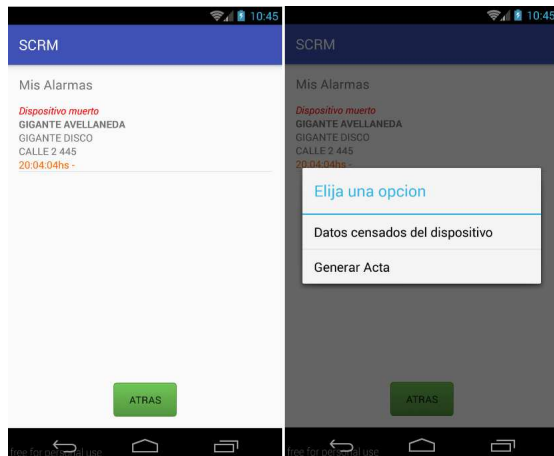 10:45
SCRM
Mis Alarmas
Dispositivo muerto
GIGANTE AVELLANEDA
GIGANTE DISCO
CALLE 2 445
20:04:04hs -
ATRAS
free for personal use
10:45
SCRM
Mis Alarmas
Dispositivo muerto
GIGANTE AVELLANEDA
GIGANTE DISCO
CALLE 2 445
20:04:04hs -
Elija una opcion
Datos censados del dispositivo
Generar Acta
ATRAS
free for personal use